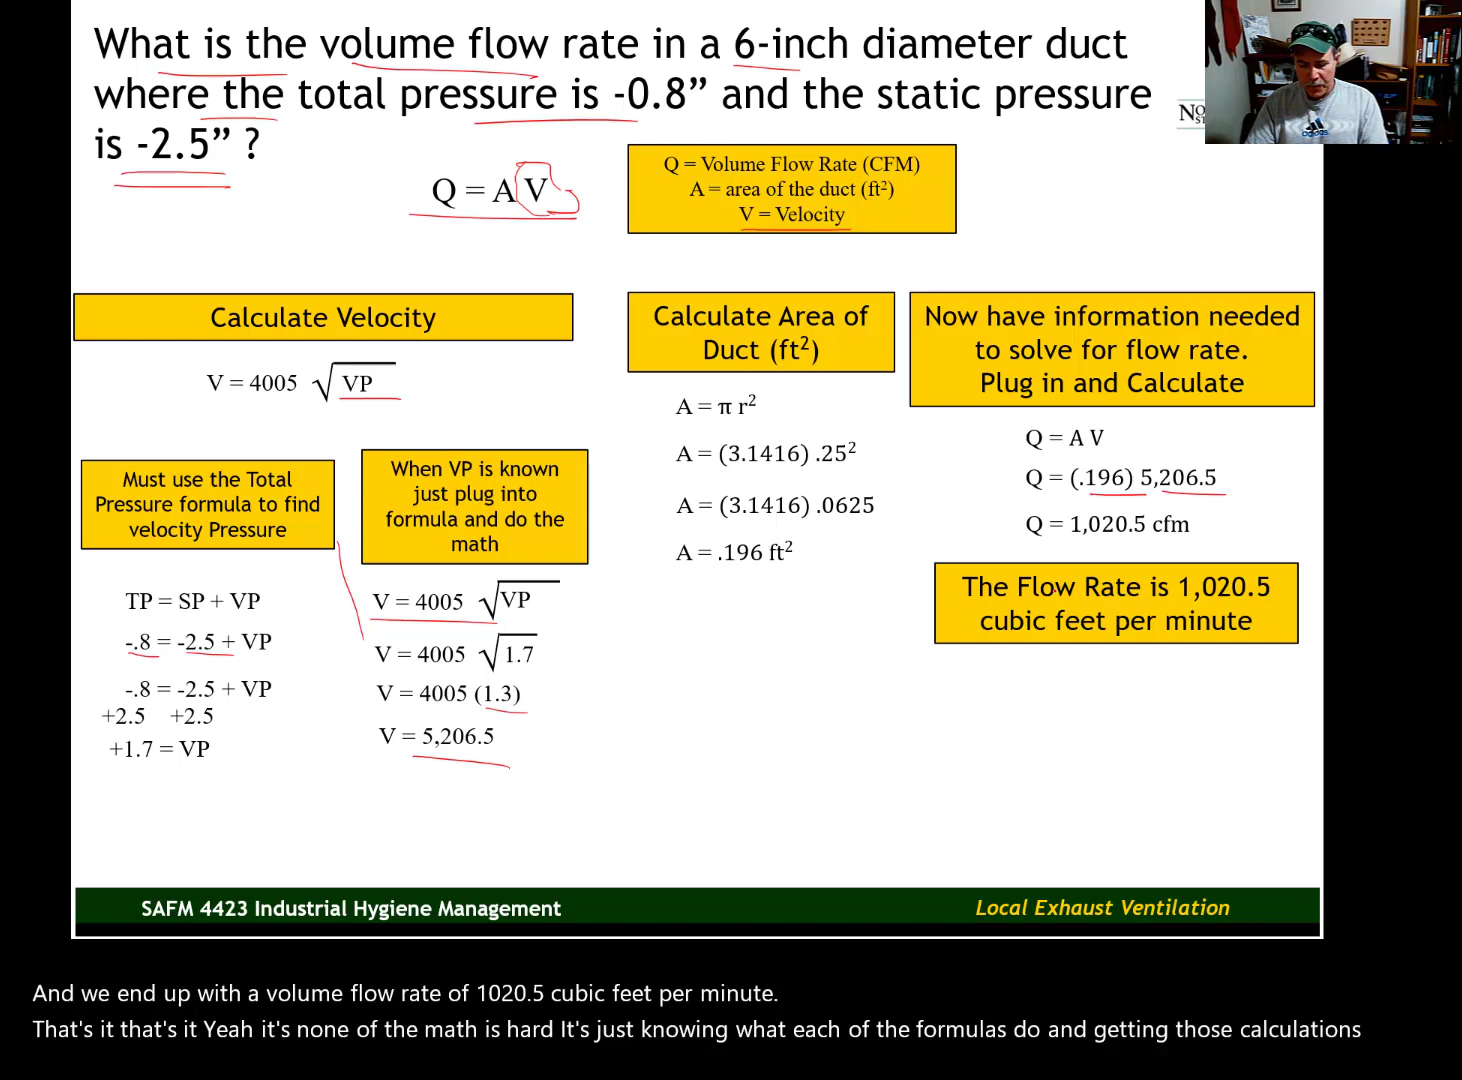 What is the volume flow rate in a 6-inch diameter duct
where the total pressure is -0.8” and the static pressure
is -2.5” ?
Q = A V
Q = Volume Flow Rate (CFM)
A = area of the duct (ft²)
V = Velocity
Calculate Velocity
V = 4005 √VP
Must use the Total
Pressure formula to find
velocity Pressure
TP = SP + VP
-.8 = -2.5 + VP
-.8 = -2.5 + VP
+2.5 +2.5
+1.7 = VP
When VP is known
just plug into
formula and do the
math
V = 4005 √VP
V = 4005 √1.7
V = 4005 (1.3)
V = 5,206.5
Calculate Area of
Duct (ft²)
A = π r²
A = (3.1416) .25²
A = (3.1416) .0625
A = .196 ft²
Now have information needed
to solve for flow rate.
Plug in and Calculate
Q = A V
Q = (.196) 5,206.5
Q = 1,020.5 cfm
The Flow Rate is 1,020.5
cubic feet per minute
adidas
SAFM 4423 Industrial Hygiene Management
Local Exhaust Ventilation
And we end up with a volume flow rate of 1020.5 cubic feet per minute.
That's it that's it Yeah it's none of the math is hard It's just knowing what each of the formulas do and getting those calculations